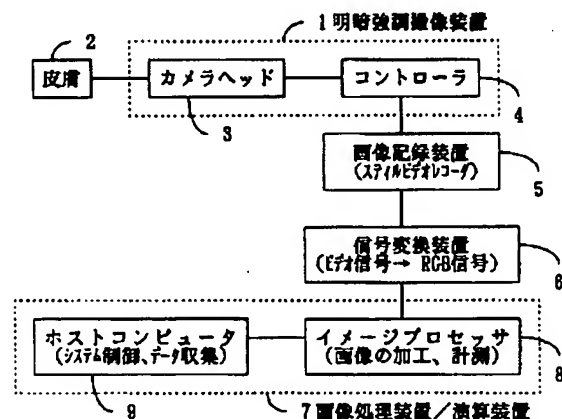 1 明暗強調撮像装置
2
皮膚
カメラヘッド
コントローラ
3
4
画像記録装置
(スティルビデオレコーダ)
5
信号変換装置
(ビデオ信号→ RGB信号)
6
ホストコンピュータ
(システム制御、データ収集)
イメージプロセッサ
(画像の加工、計測)
8
9
7 画像処理装置/演算装置